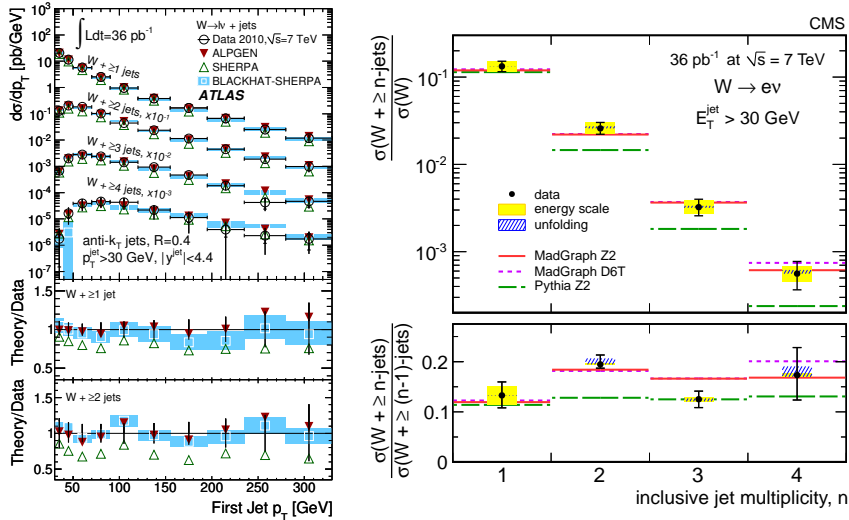 ∫ Ldt=36 pb⁻¹
W→lν + jets
Data 2010, √s=7 TeV
ALPGEN
SHERPA
BLACKHAT-SHERPA
ATLAS
dσ/dp_T [pb/GeV]
10⁴
10³
10²
10
1
10⁻¹
10⁻²
10⁻³
10⁻⁴
10⁻⁵
10⁻⁶
W + ≥1 jets
W + ≥2 jets, x10⁻¹
W + ≥3 jets, x10⁻²
W + ≥4 jets, x10⁻³
anti-k_T jets, R=0.4
p_T^jet>30 GeV, |y^jet|<4.4
Theory/Data
1.5
1
0.5
W + ≥1 jet
Theory/Data
1.5
1
0.5
W + ≥2 jets
50 100 150 200 250 300
First Jet p_T [GeV]
CMS
σ(W + ≥ n-jets)
σ(W)
10⁻¹
10⁻²
10⁻³
36 pb⁻¹ at √s = 7 TeV
W → eν
E_T^jet > 30 GeV
data
energy scale
unfolding
MadGraph Z2
MadGraph D6T
Pythia Z2
σ(W + ≥ n-jets)
σ(W + ≥ (n-1)-jets)
0.2
0.1
0
1 2 3 4
inclusive jet multiplicity, n